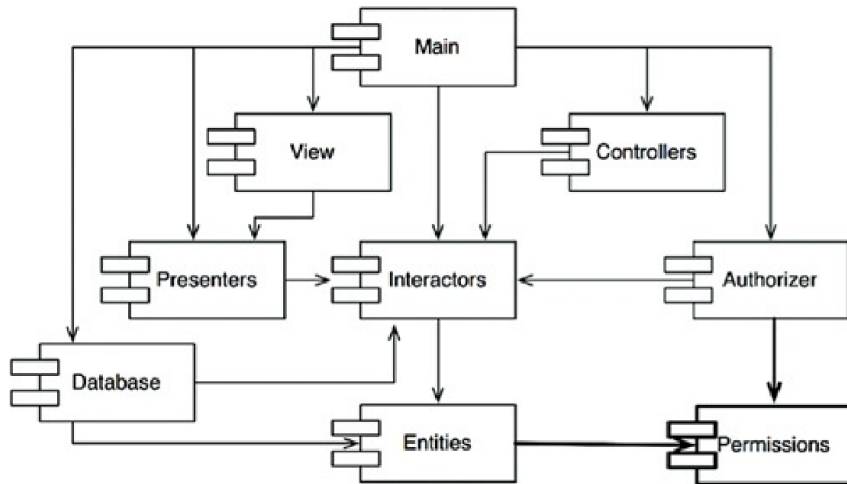 Main
View
Controllers
Presenters
Interactors
Authorizer
Database
Entities
Permissions